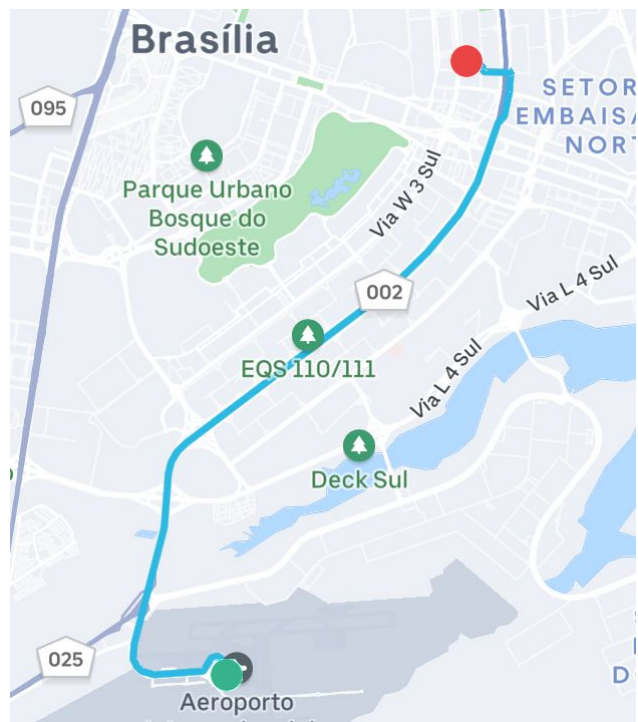 Brasília
095
SETOR
EMBAISA
NORT
Parque Urbano
Bosque do
Sudoeste
Via W 3 Sul
002
Via L 4 Sul
EQS 110/111
Via L 4 Sul
Deck Sul
025
Aeroporto